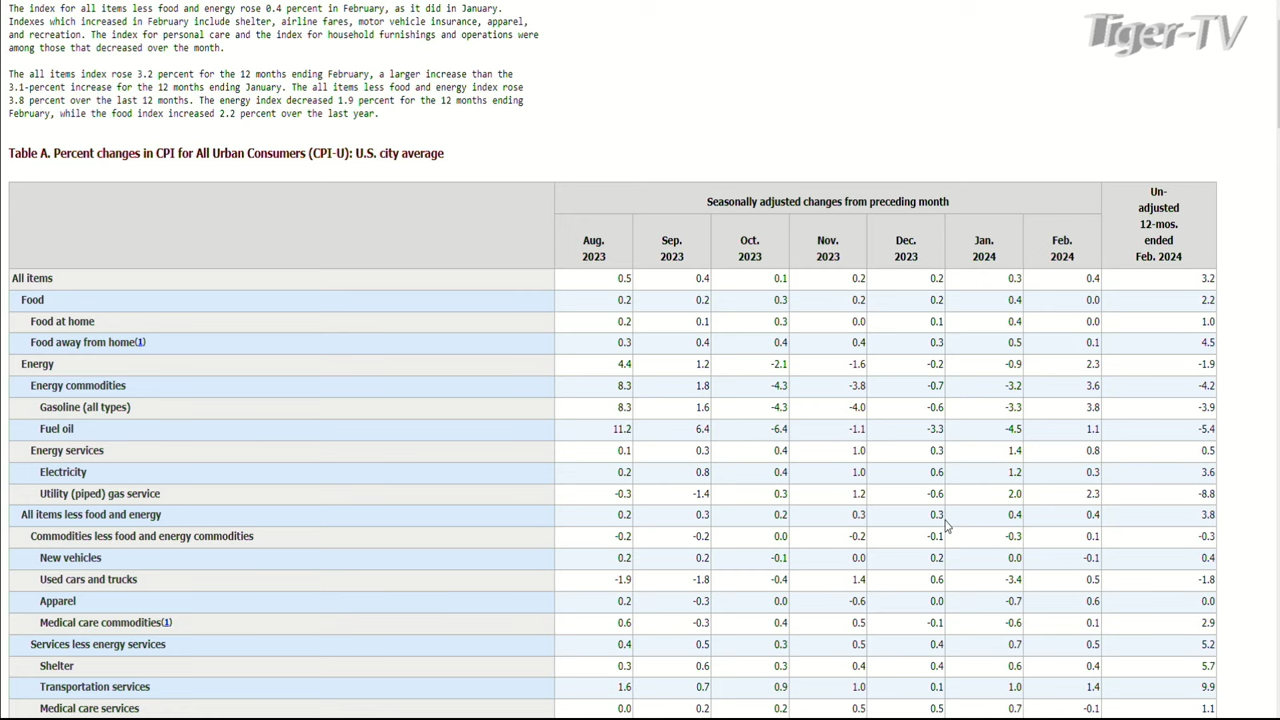 The index for all items less food and energy rose 0.4 percent in February, as it did in January.
Indexes which increased in February include shelter, airline fares, motor vehicle insurance, apparel,
and recreation. The index for personal care and the index for household furnishings and operations were
among those that decreased over the month.
Tiger-TV
The all items index rose 3.2 percent for the 12 months ending February, a larger increase than the
3.1-percent increase for the 12 months ending January. The all items less food and energy index rose
3.8 percent over the last 12 months. The energy index decreased 1.9 percent for the 12 months ending
February, while the food index increased 2.2 percent over the last year.
Table A. Percent changes in CPI for All Urban Consumers (CPI-U): U.S. city average
Seasonally adjusted changes from preceding month
Un-
adjusted
12-mos.
ended
Feb. 2024
Aug. Sep. Oct. Nov. Dec. Jan. Feb.
2023 2023 2023 2023 2023 2024 2024
All items 0.5 0.4 0.1 0.2 0.2 0.3 0.4 3.2
Food 0.2 0.2 0.3 0.2 0.2 0.4 0.0 2.2
Food at home 0.2 0.1 0.3 0.0 0.1 0.4 0.0 1.0
Food away from home(1) 0.3 0.4 0.4 0.4 0.3 0.5 0.1 4.5
Energy 4.4 1.2 -2.1 -1.6 -0.2 -0.9 2.3 -1.9
Energy commodities 8.3 1.8 -4.3 -3.8 -0.7 -3.2 3.6 -4.2
Gasoline (all types) 8.3 1.6 -4.3 -4.0 -0.6 -3.3 3.8 -3.9
Fuel oil 11.2 6.4 -6.4 -1.1 -3.3 -4.5 1.1 -5.4
Energy services 0.1 0.3 0.4 1.0 0.3 1.4 0.8 0.5
Electricity 0.2 0.8 0.4 1.0 0.6 1.2 0.3 3.6
Utility (piped) gas service -0.3 -1.4 0.3 1.2 -0.6 2.0 2.3 -8.8
All items less food and energy 0.2 0.3 0.2 0.3 0.3 0.4 0.4 3.8
Commodities less food and energy commodities -0.2 -0.2 0.0 -0.2 -0.1 -0.3 0.1 -0.3
New vehicles 0.2 0.2 -0.1 0.0 0.2 0.0 -0.1 0.4
Used cars and trucks -1.9 -1.8 -0.4 1.4 0.6 -3.4 0.5 -1.8
Apparel 0.2 -0.3 0.0 -0.6 0.0 -0.7 0.6 0.0
Medical care commodities(1) 0.6 -0.3 0.4 0.5 -0.1 -0.6 0.1 2.9
Services less energy services 0.4 0.5 0.3 0.5 0.4 0.7 0.5 5.2
Shelter 0.3 0.6 0.3 0.4 0.4 0.6 0.4 5.7
Transportation services 1.6 0.7 0.9 1.0 0.1 1.0 1.4 9.9
Medical care services 0.0 0.2 0.2 0.5 0.5 0.7 -0.1 1.1